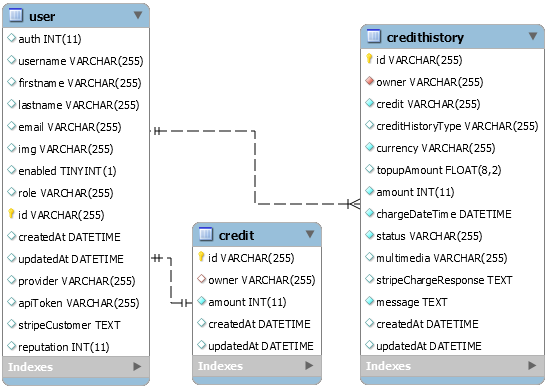 user
auth INT(11)
username VARCHAR(255)
firstname VARCHAR(255)
lastname VARCHAR(255)
email VARCHAR(255)
img VARCHAR(255)
enabled TINYINT(1)
role VARCHAR(255)
id VARCHAR(255)
createdAt DATETIME
updatedAt DATETIME
provider VARCHAR(255)
apiToken VARCHAR(255)
stripeCustomer TEXT
reputation INT(11)
Indexes
credit
id VARCHAR(255)
owner VARCHAR(255)
amount INT(11)
createdAt DATETIME
updatedAt DATETIME
Indexes
credithistory
id VARCHAR(255)
owner VARCHAR(255)
credit VARCHAR(255)
creditHistoryType VARCHAR(255)
currency VARCHAR(255)
topupAmount FLOAT(8,2)
amount INT(11)
chargeDateTime DATETIME
status VARCHAR(255)
multimedia VARCHAR(255)
stripeChargeResponse TEXT
message TEXT
createdAt DATETIME
updatedAt DATETIME
Indexes